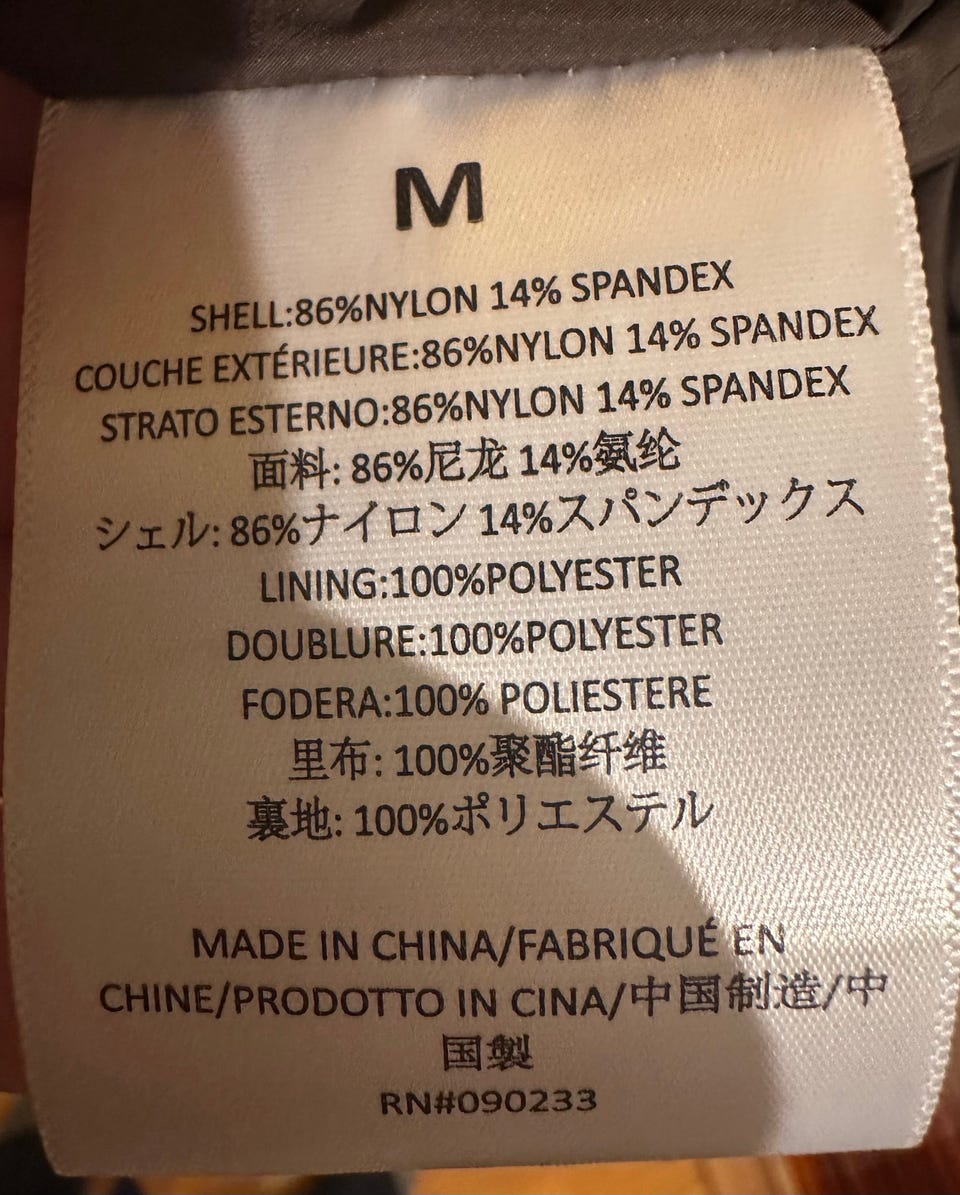 M
SHELL:86%NYLON 14% SPANDEX
COUCHE EXTÉRIEURE:86%NYLON 14% SPANDEX
STRATO ESTERNO:86%NYLON 14% SPANDEX
面料: 86%尼龙 14%氨纶
シェル: 86%ナイロン 14%スパンデックス
LINING:100%POLYESTER
DOUBLURE:100%POLYESTER
FODERA:100% POLIESTERE
里布: 100%聚酯纤维
裏地: 100%ポリエステル
MADE IN CHINA/FABRIQUÉ EN
CHINE/PRODOTTO IN CINA/中国制造/中
国製
RN#090233